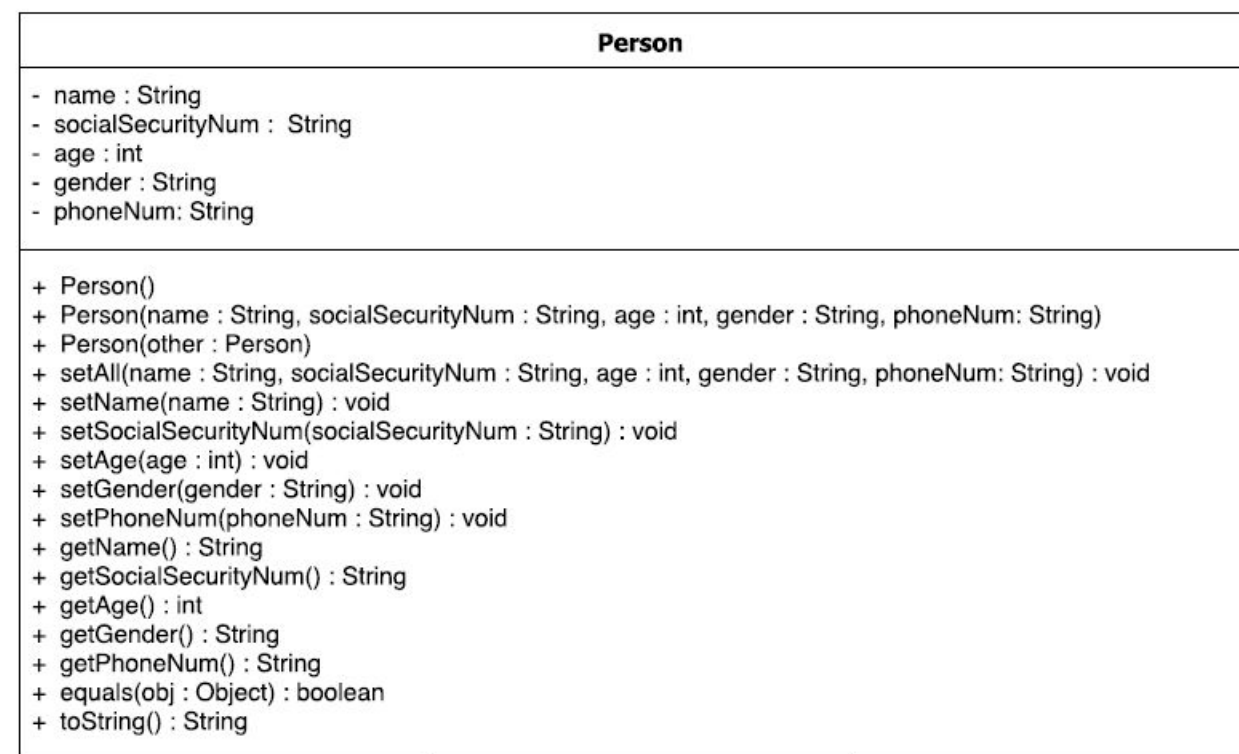 Person
- name : String
- socialSecurityNum :  String
- age : int
- gender : String
- phoneNum: String
+ Person()
+ Person(name : String, socialSecurityNum : String, age : int, gender : String, phoneNum: String)
+ Person(other : Person)
+ setAll(name : String, socialSecurityNum : String, age : int, gender : String, phoneNum: String) : void
+ setName(name : String) : void
+ setSocialSecurityNum(socialSecurityNum : String) : void
+ setAge(age : int) : void
+ setGender(gender : String) : void
+ setPhoneNum(phoneNum : String) : void
+ getName() : String
+ getSocialSecurityNum() : String
+ getAge() : int
+ getGender() : String
+ getPhoneNum() : String
+ equals(obj : Object) : boolean
+ toString() : String